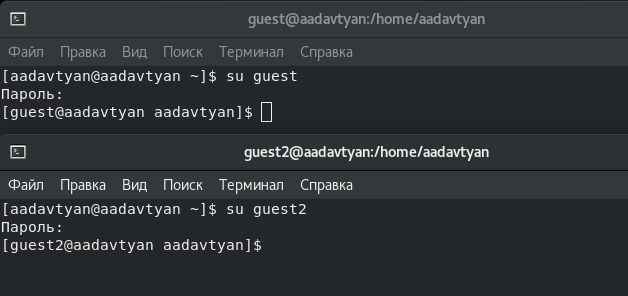 guest@aadavtyan:/home/aadavtyan
Файл Правка Вид Поиск Терминал Справка
[aadavtyan@aadavtyan ~]$ su guest
Пароль:
[guest@aadavtyan aadavtyan]$
guest2@aadavtyan:/home/aadavtyan
Файл Правка Вид Поиск Терминал Справка
[aadavtyan@aadavtyan ~]$ su guest2
Пароль:
[guest2@aadavtyan aadavtyan]$